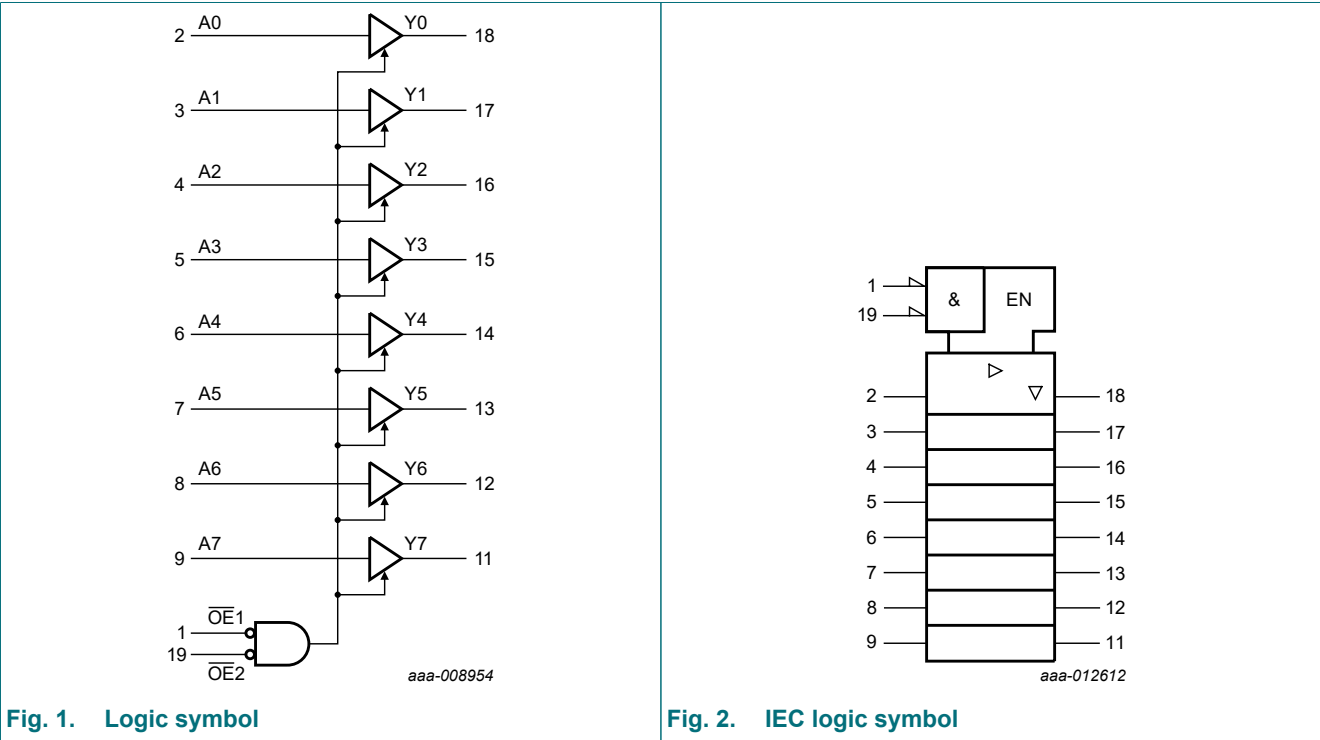 2 A0 Y0 18
3 A1 Y1 17
4 A2 Y2 16
5 A3 Y3 15
6 A4 Y4 14
7 A5 Y5 13
8 A6 Y6 12
9 A7 Y7 11
1 O̅E̅1
19 O̅E̅2
aaa-008954
Fig. 1. Logic symbol
1
19
& EN
2 18
3 17
4 16
5 15
6 14
7 13
8 12
9 11
aaa-012612
Fig. 2. IEC logic symbol